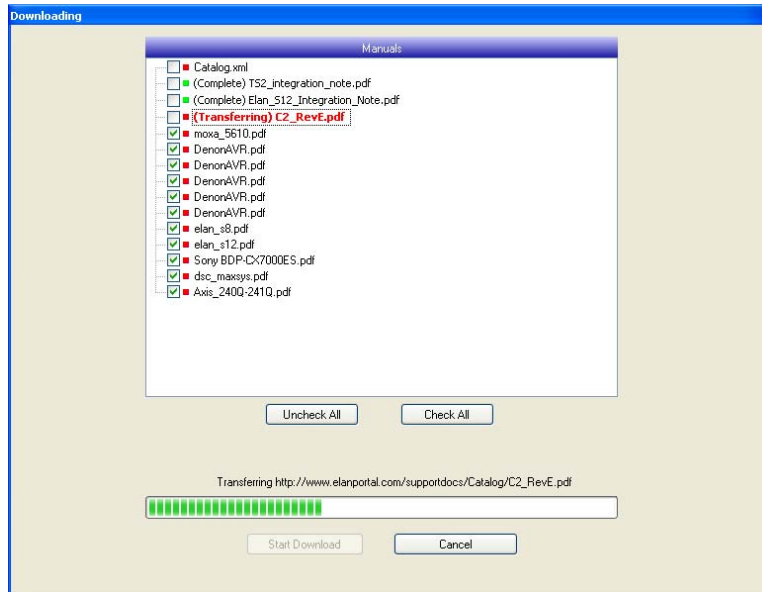 Downloading
Manuals
Catalog.xml
(Complete) TS2_integration_note.pdf
(Complete) Elan_S12_Integration_Note.pdf
(Transferring) C2_RevE.pdf
moxa_5610.pdf
DenonAVR.pdf
DenonAVR.pdf
DenonAVR.pdf
DenonAVR.pdf
DenonAVR.pdf
elan_s8.pdf
elan_s12.pdf
Sony BDP-CX7000ES.pdf
dsc_maxsys.pdf
Axis_240Q-241Q.pdf
Uncheck All Check All
Transferring http://www.elanportal.com/supportdocs/Catalog/C2_RevE.pdf
Start Download Cancel